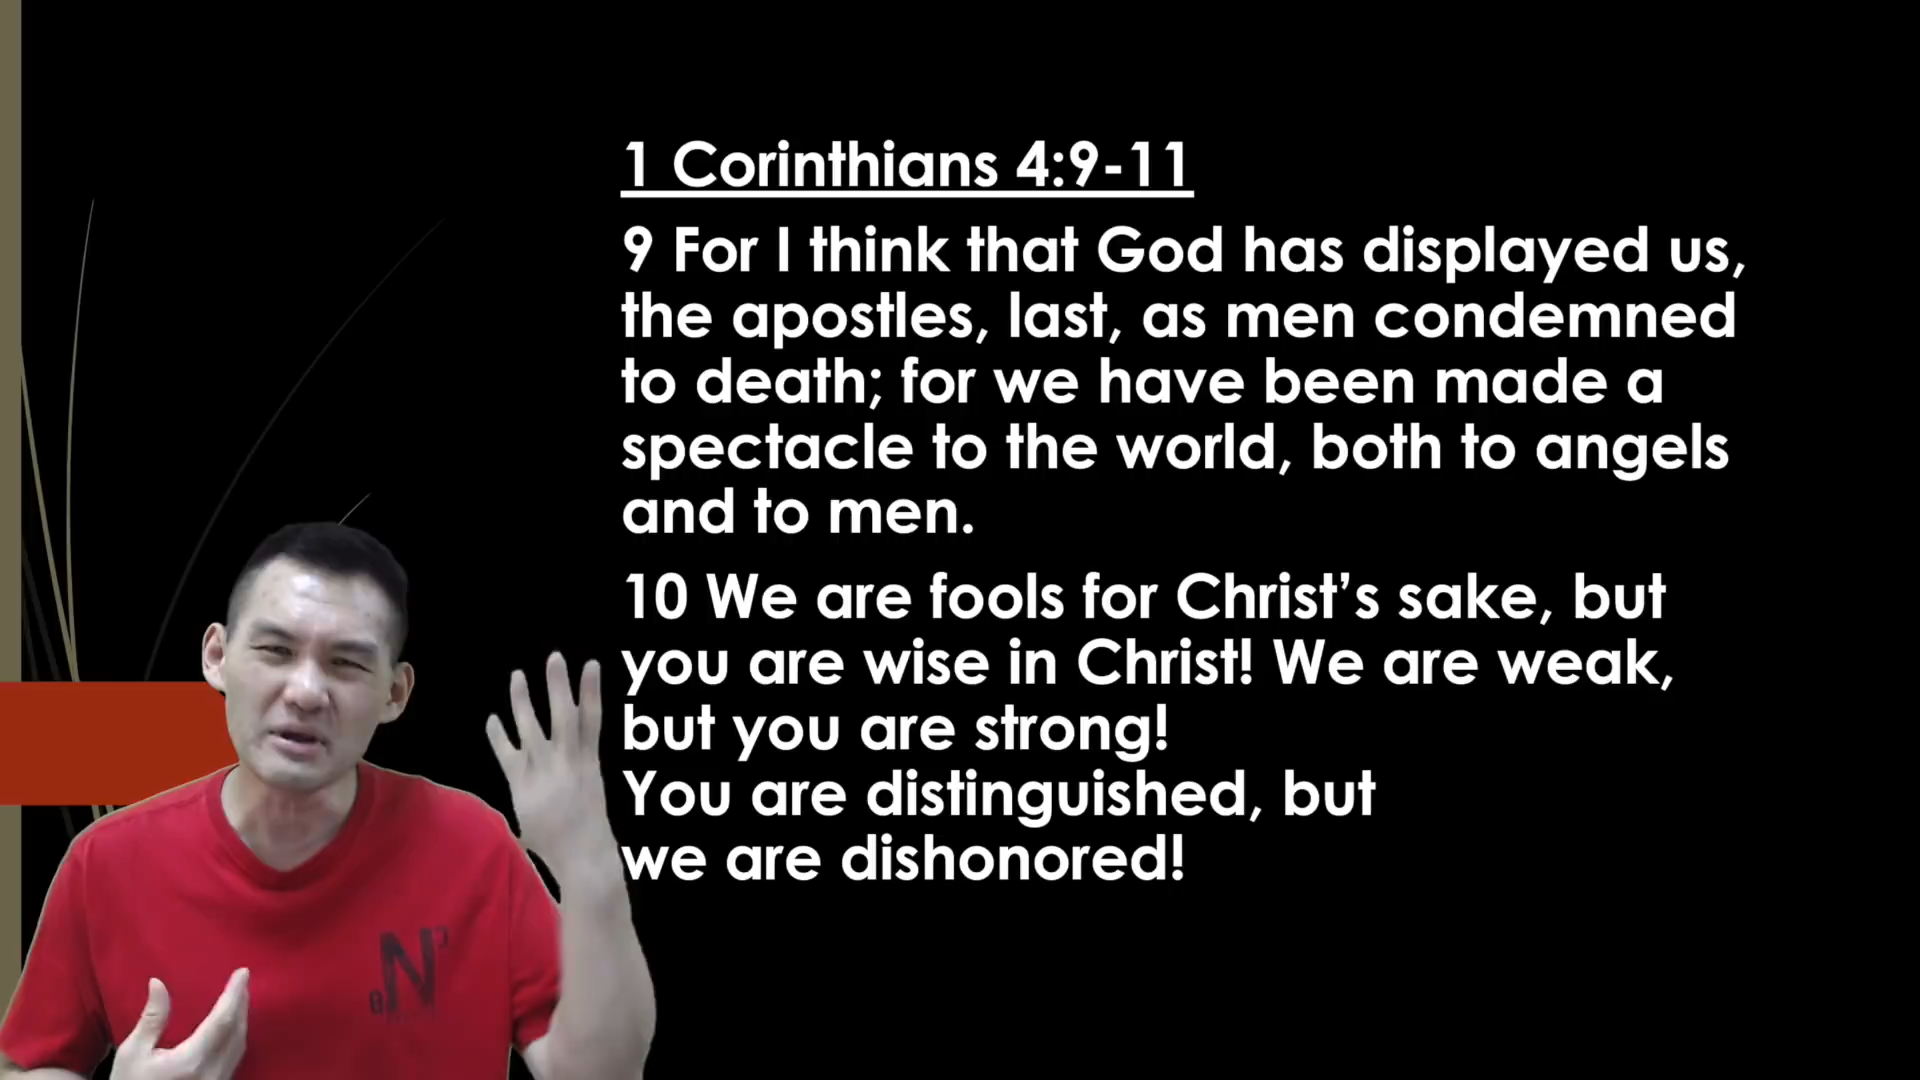 1 Corinthians 4:9-11
9 For I think that God has displayed us,
the apostles, last, as men condemned
to death; for we have been made a
spectacle to the world, both to angels
and to men.
10 We are fools for Christ’s sake, but
you are wise in Christ! We are weak,
but you are strong!
You are distinguished, but
we are dishonored!
N